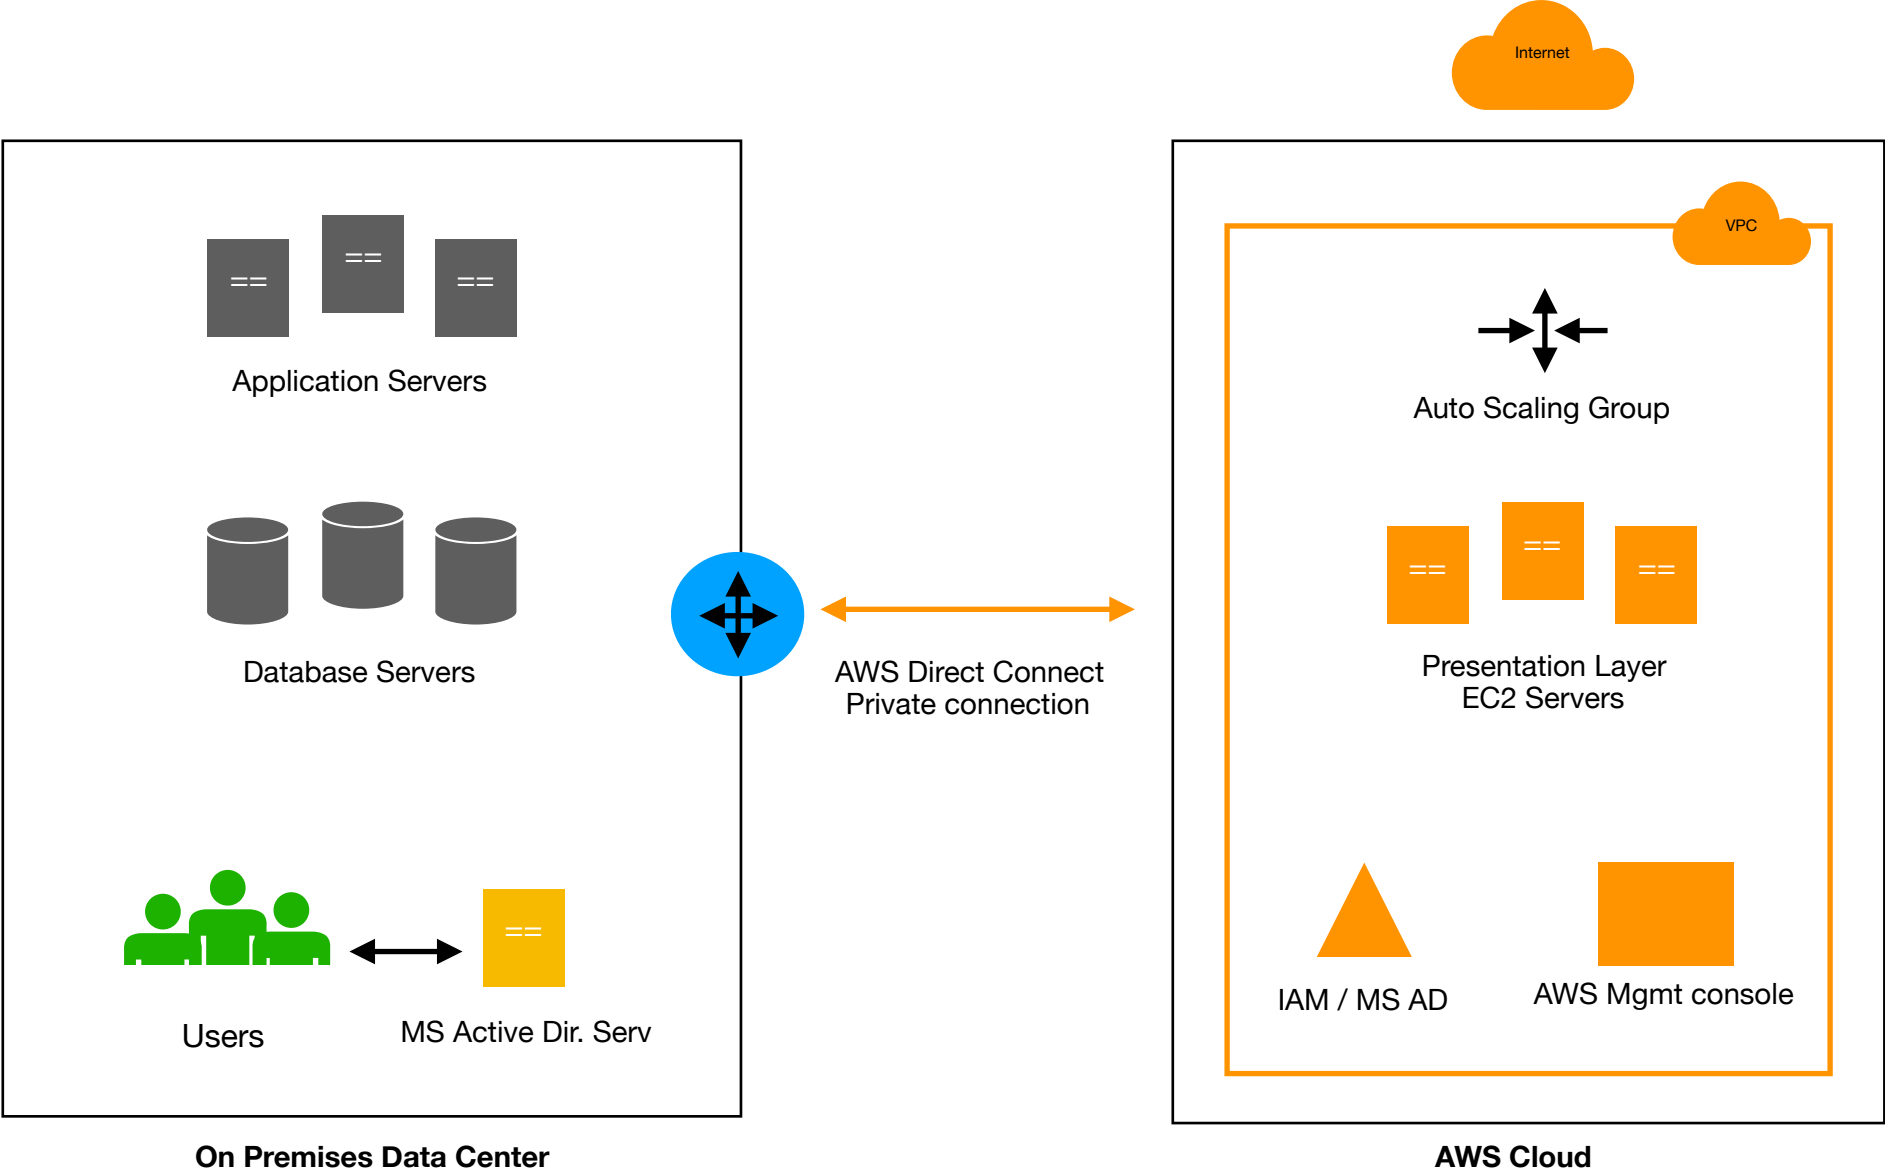 Internet
VPC
==
==
==
Application Servers
Auto Scaling Group
==
==
==
Database Servers
AWS Direct Connect
Private connection
Presentation Layer
EC2 Servers
==
Users
MS Active Dir. Serv
IAM / MS AD
AWS Mgmt console
On Premises Data Center
AWS Cloud